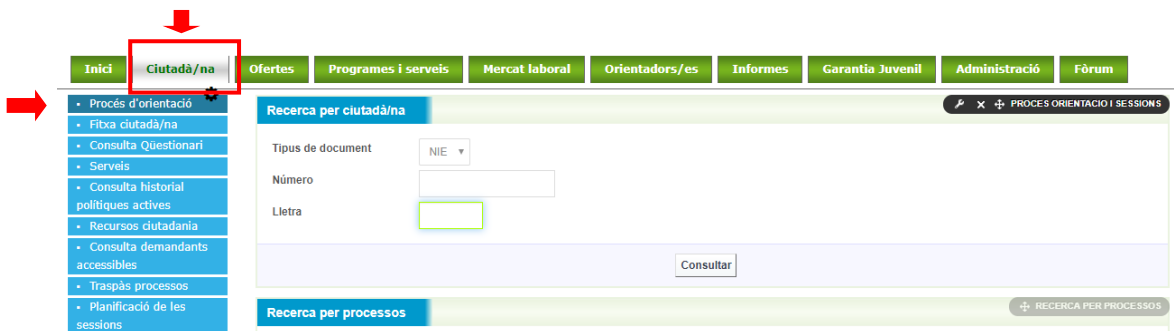 Inici Ciutadà/na Ofertes Programes i serveis Mercat laboral Orientadors/es Informes Garantia Juvenil Administració Fòrum
Procés d'orientació
Fitxa ciutadà/na
Consulta Qüestionari
Serveis
Consulta historial
polítiques actives
Recursos ciutadania
Consulta demandants
accessibles
Traspàs processos
Planificació de les
sessions
Recerca per ciutadà/na
PROCES ORIENTACIO I SESSIONS
Tipus de document NIE
Número
Lletra
Consultar
Recerca per processos
RECERCA PER PROCESSOS